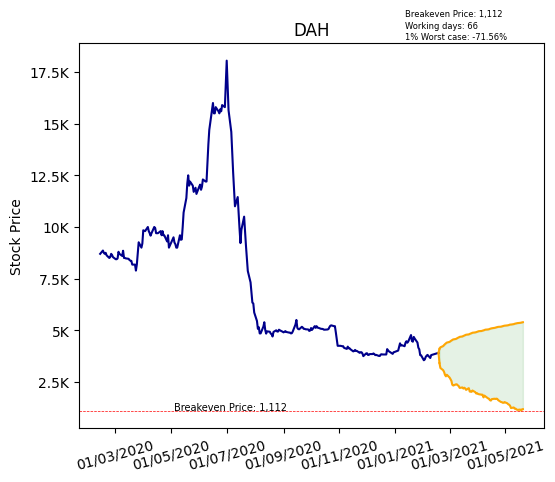 Breakeven Price: 1,112
Working days: 66
1% Worst case: -71.56%
DAH
Stock Price
17.5K
15K
12.5K
10K
7.5K
5K
2.5K
Breakeven Price: 1,112
01/03/2020
01/05/2020
01/07/2020
01/09/2020
01/11/2020
01/01/2021
01/03/2021
01/05/2021